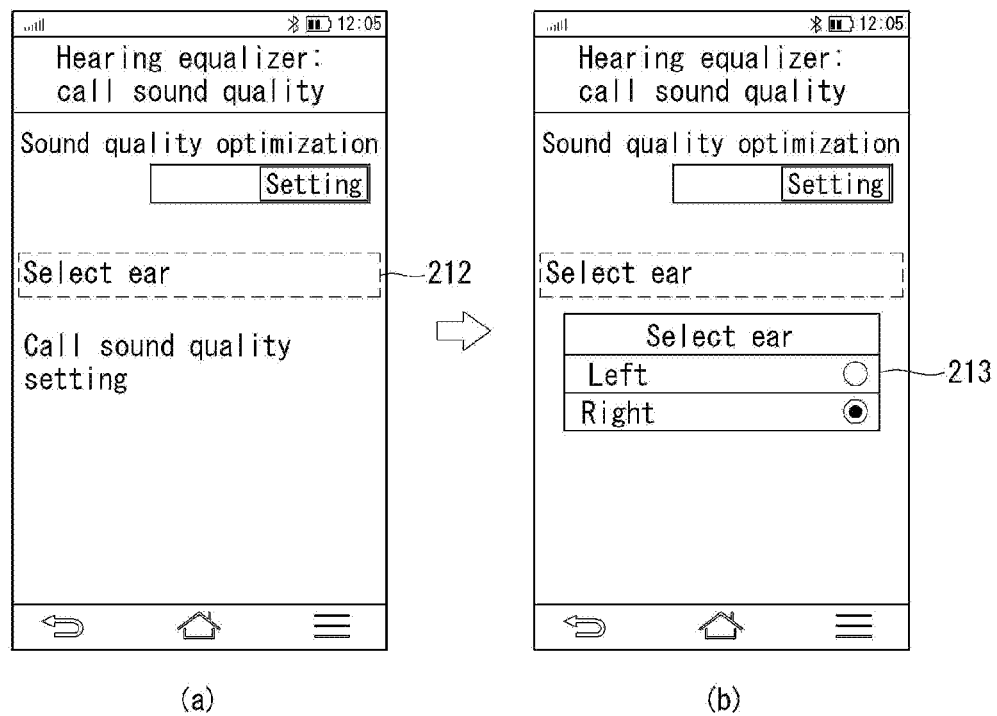 12:05
Hearing equalizer:
call sound quality
Sound quality optimization
Setting
Select ear
212
Call sound quality
setting
(a)
12:05
Hearing equalizer:
call sound quality
Sound quality optimization
Setting
Select ear
Select ear
Left
213
Right
(b)